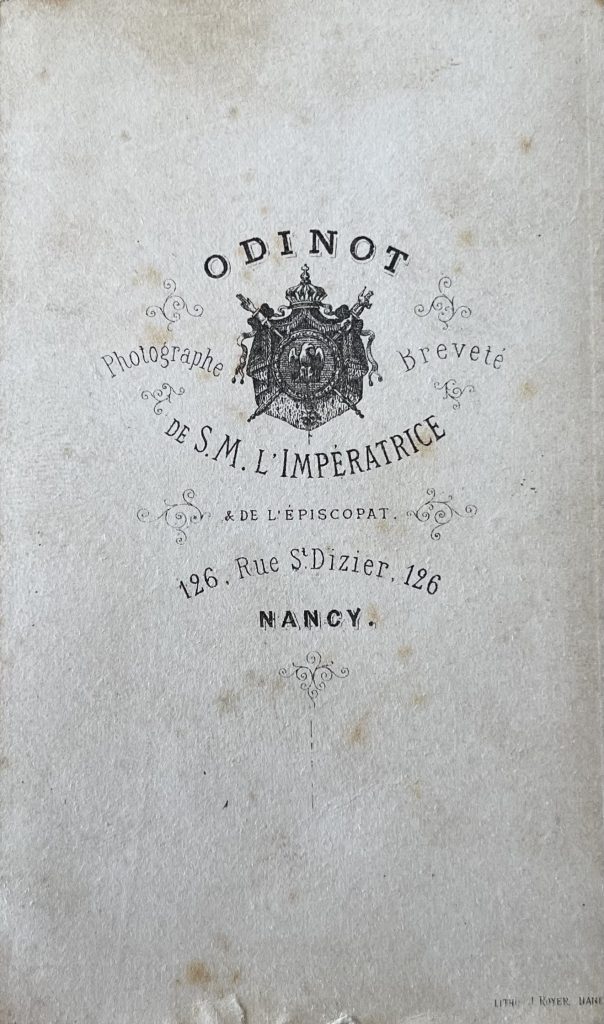 ODINOT
Photographe Breveté
DE S.M. L'IMPÉRATRICE
& DE L'ÉPISCOPAT.
126, Rue St. Dizier, 126
NANCY.
LITH. J. ROYER, NANC